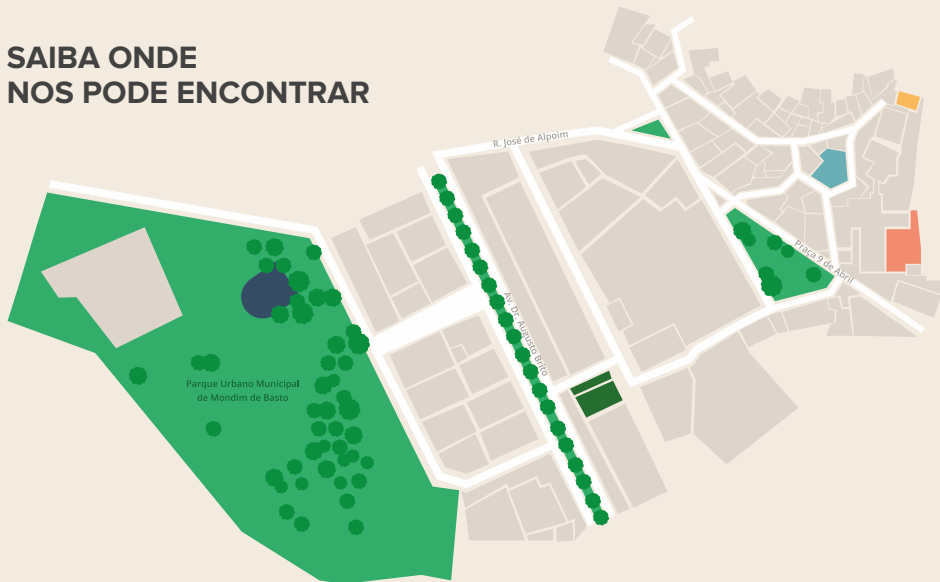 SAIBA ONDE
NOS PODE ENCONTRAR
R. José de Alpoim
Praça 9 de Abril
Av. Dr. Augusto Brito
Parque Urbano Municipal
de Mondim de Basto